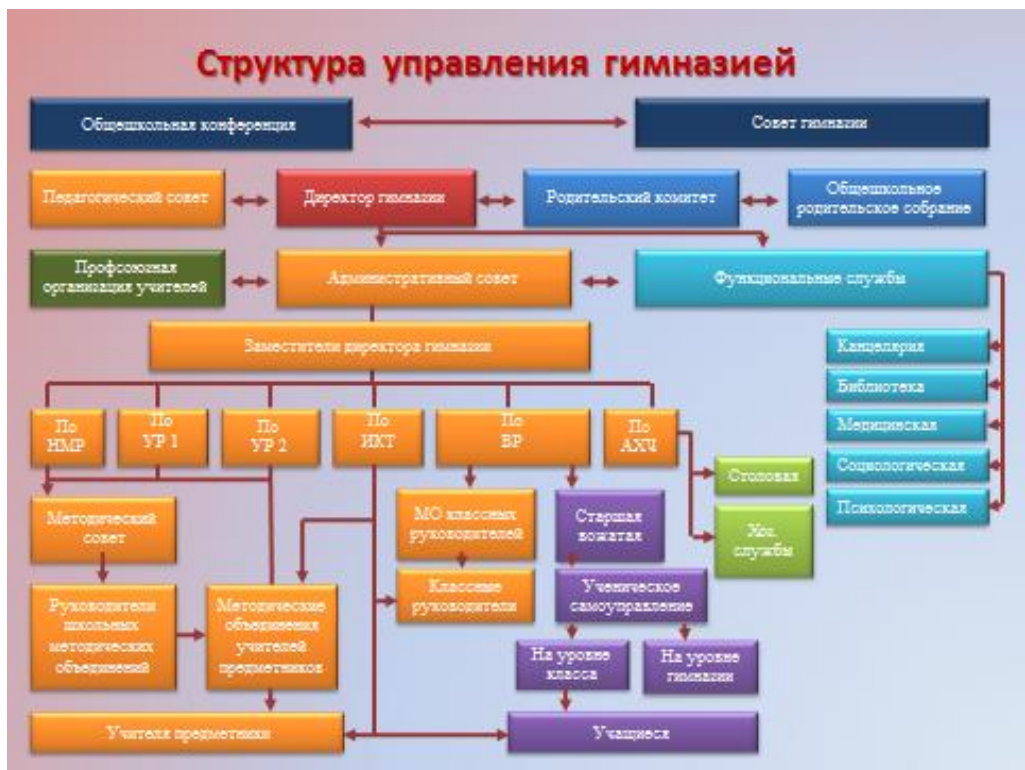 Структура управления гимназией
Общешкольная конференция
Совет гимназии
Педагогический совет
Директор гимназии
Родительский комитет
Общешкольное
родительское собрание
Профсоюзная
организация учителей
Административный совет
Функциональные службы
Заместители директора гимназии
Канцелярия
Библиотека
Медицинская
Социологическая
Психологическая
По
НМР
По
УР 1
По
УР 2
По
ИКТ
По
ВР
По
АХЧ
Столовая
Хоз.
службы
Методический
совет
МО классных
руководителей
Старшая
вожатая
Руководители
школьных
методических
объединений
Методические
объединения
учителей
предметников
Классные
руководители
Ученическое
самоуправление
На уровне
класса
На уровне
гимназии
Учителя предметники
Учащиеся